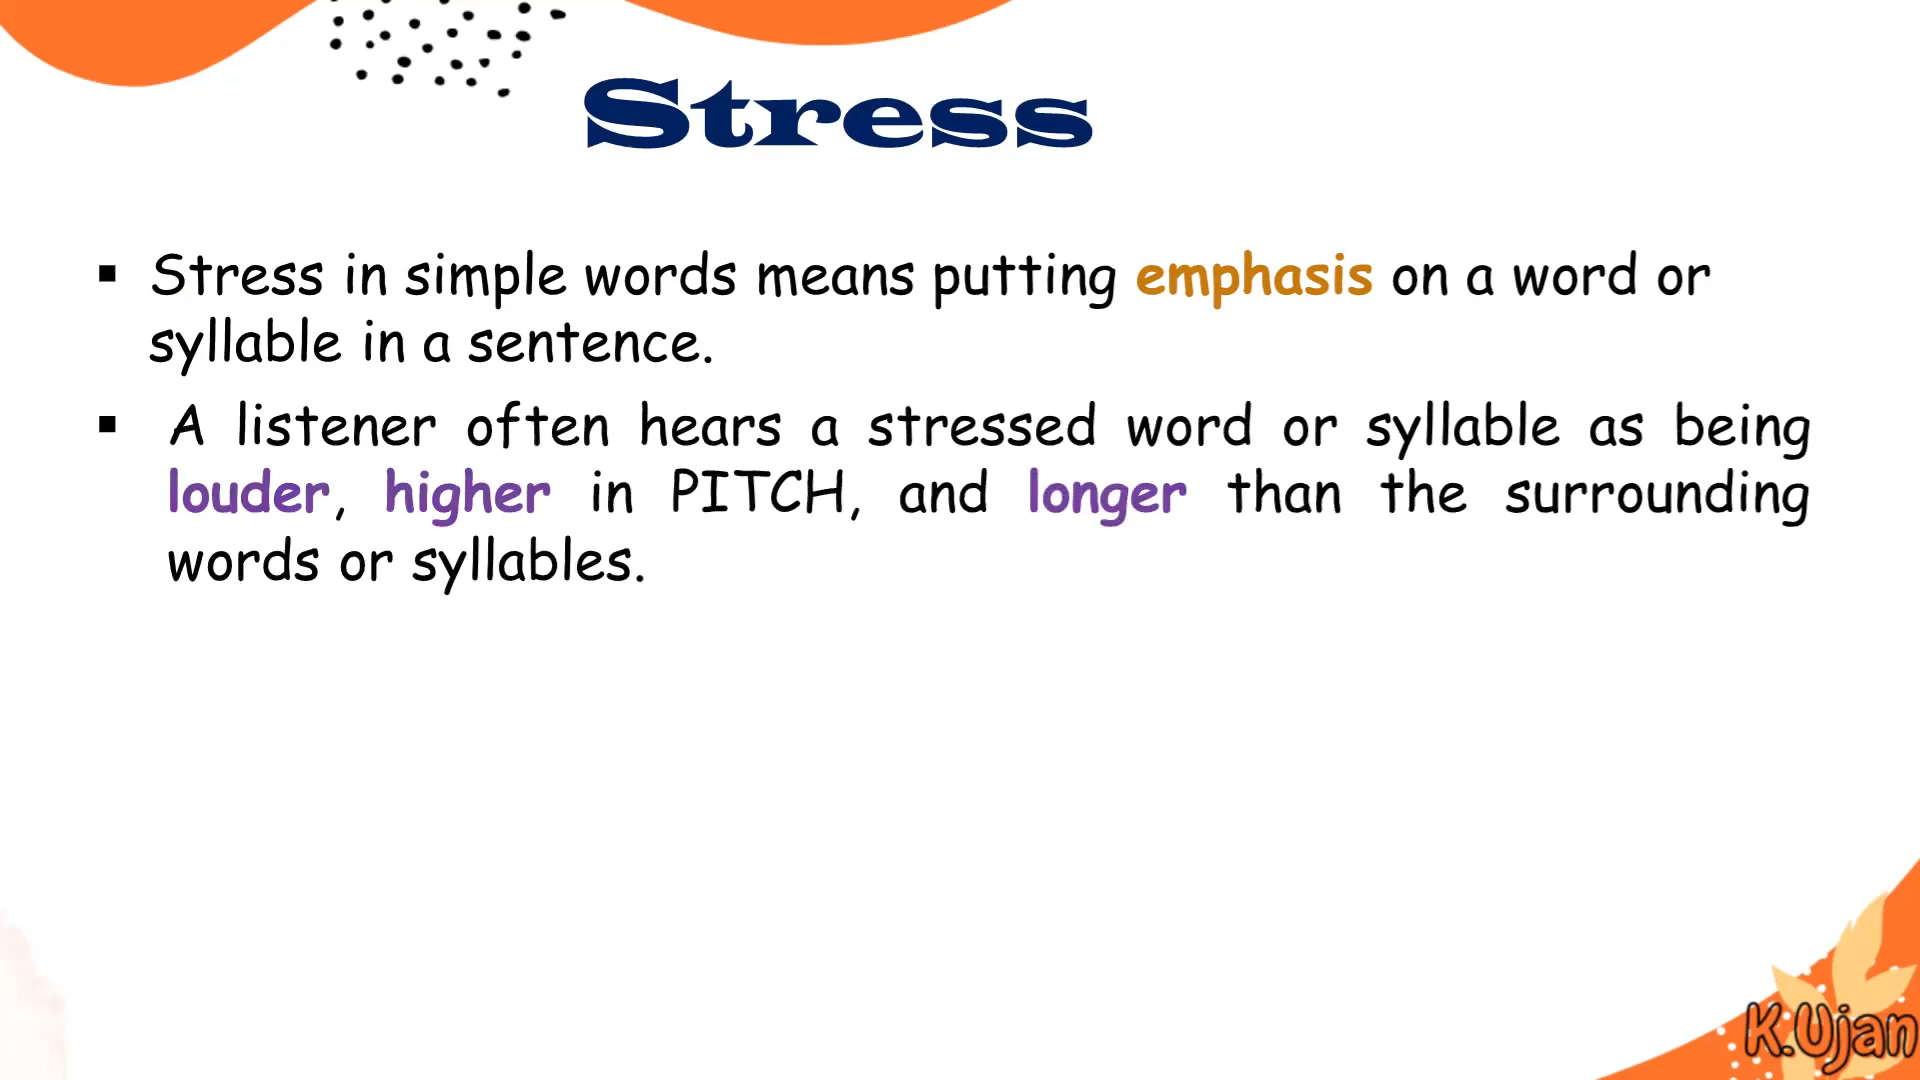 Stress
▪ Stress in simple words means putting emphasis on a word or
syllable in a sentence.
▪ A listener often hears a stressed word or syllable as being
louder, higher in PITCH, and longer than the surrounding
words or syllables.
K.Ujan